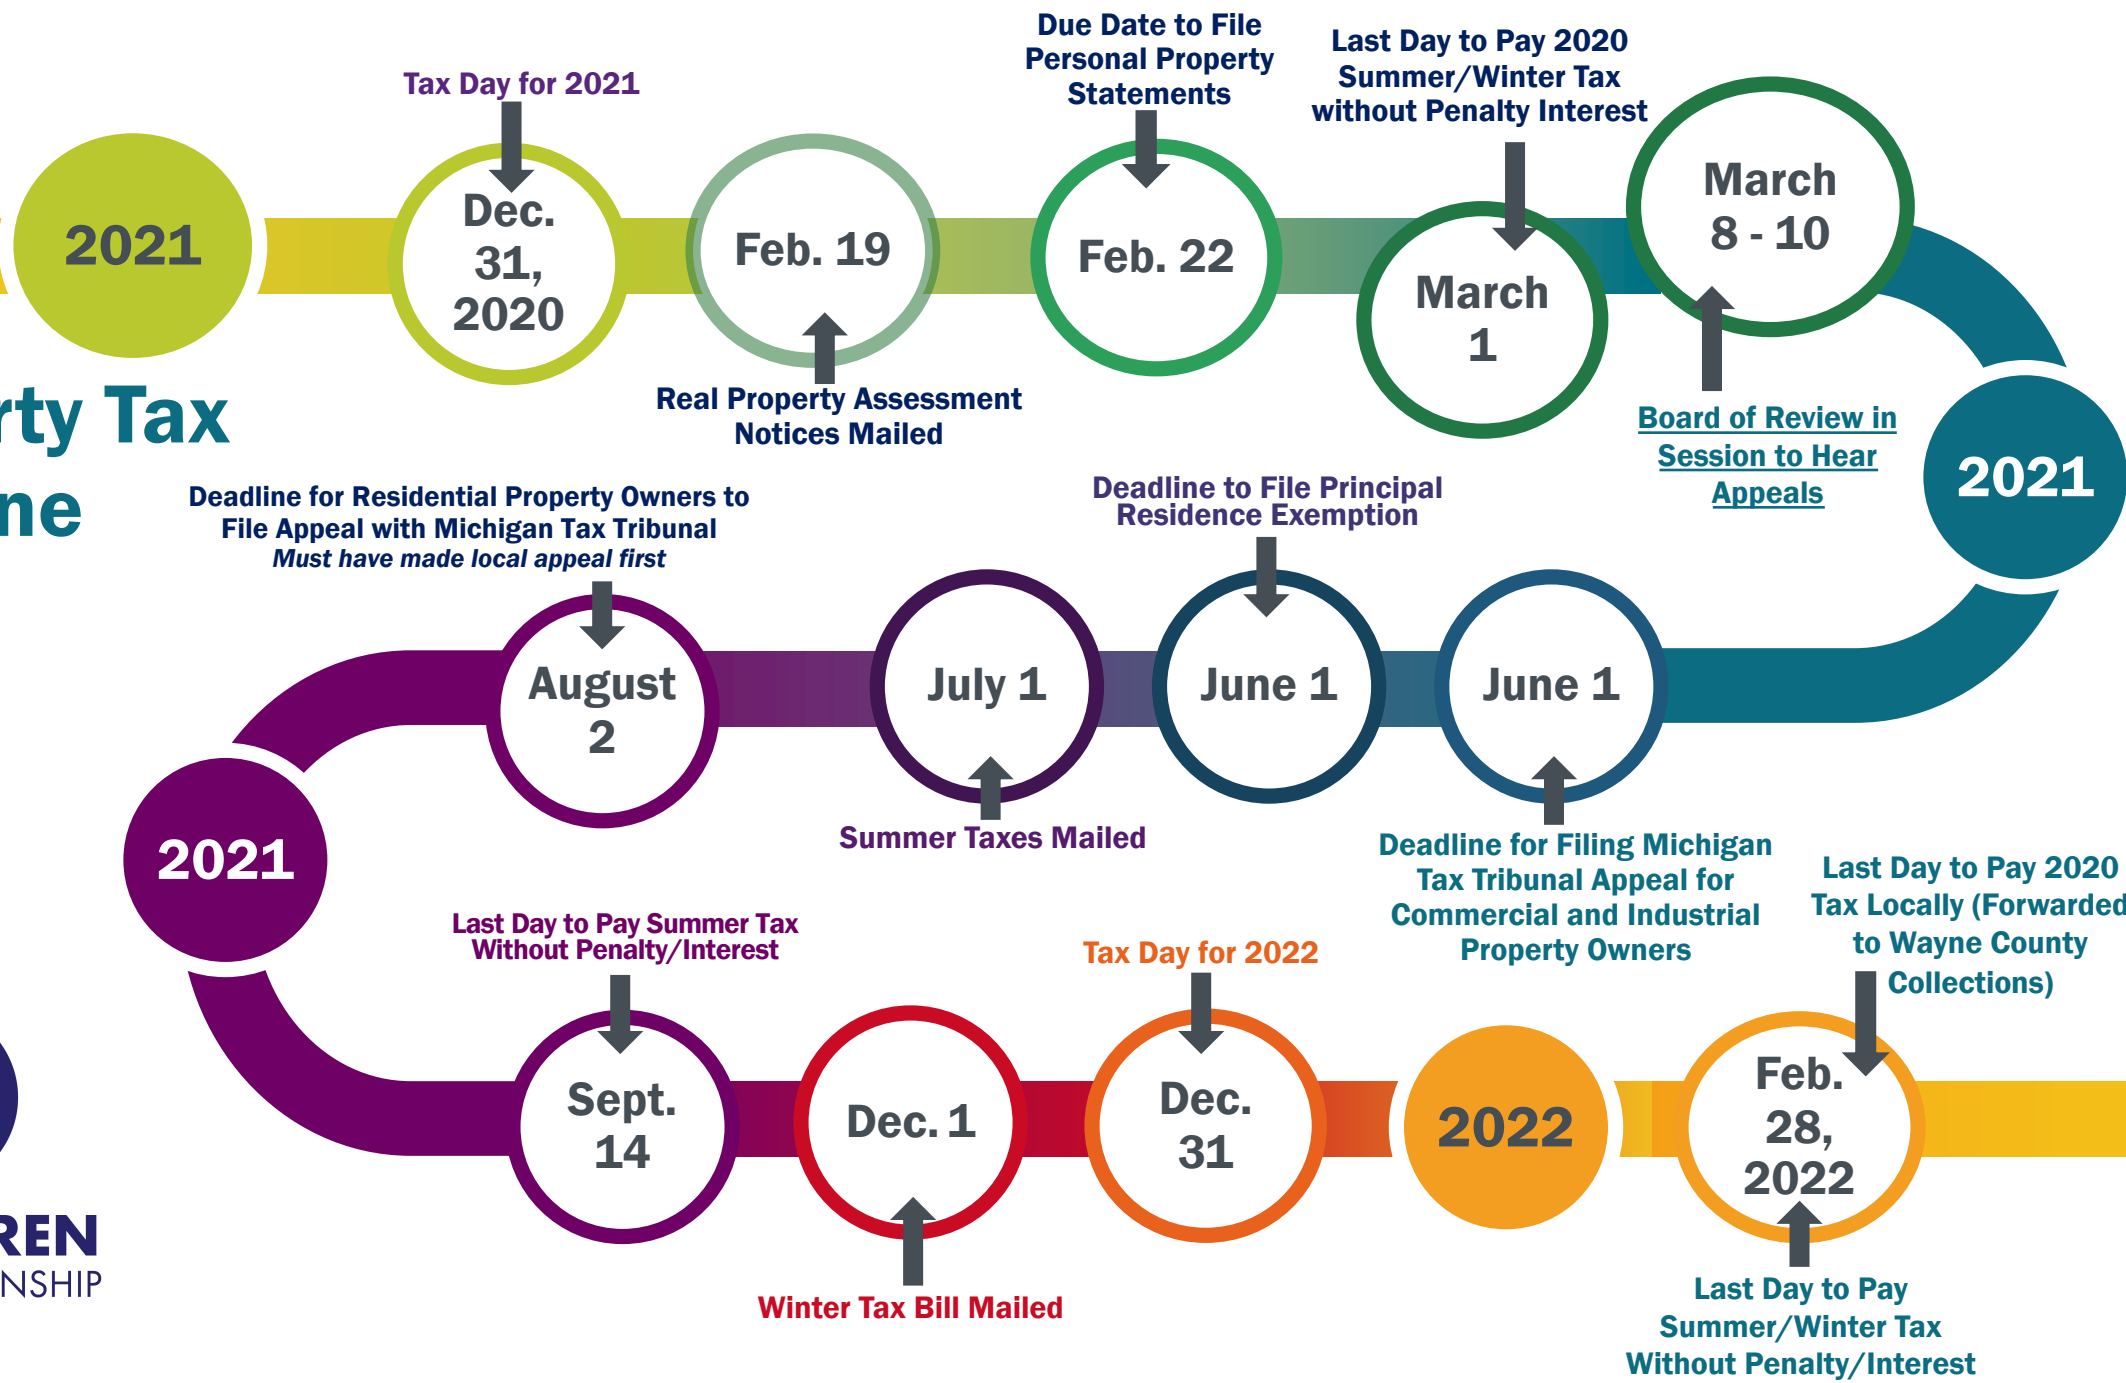 Tax Day for 2021
Due Date to File
Personal Property
Statements
Last Day to Pay 2020
Summer/Winter Tax
without Penalty Interest
2021
Dec.
31,
2020
Feb. 19
Feb. 22
March
1
March
8 - 10
Real Property Assessment
Notices Mailed
Board of Review in
Session to Hear
Appeals
2021
rty Tax
ne
Deadline for Residential Property Owners to
File Appeal with Michigan Tax Tribunal
Must have made local appeal first
Deadline to File Principal
Residence Exemption
August
2
July 1
June 1
June 1
Summer Taxes Mailed
Deadline for Filing Michigan
Tax Tribunal Appeal for
Commercial and Industrial
Property Owners
2021
Last Day to Pay Summer Tax
Without Penalty/Interest
Tax Day for 2022
Last Day to Pay 2020
Tax Locally (Forwarded
to Wayne County
Collections)
Sept.
14
Dec. 1
Dec.
31
2022
Feb.
28,
2022
Winter Tax Bill Mailed
Last Day to Pay
Summer/Winter Tax
Without Penalty/Interest
REN
NSHIP